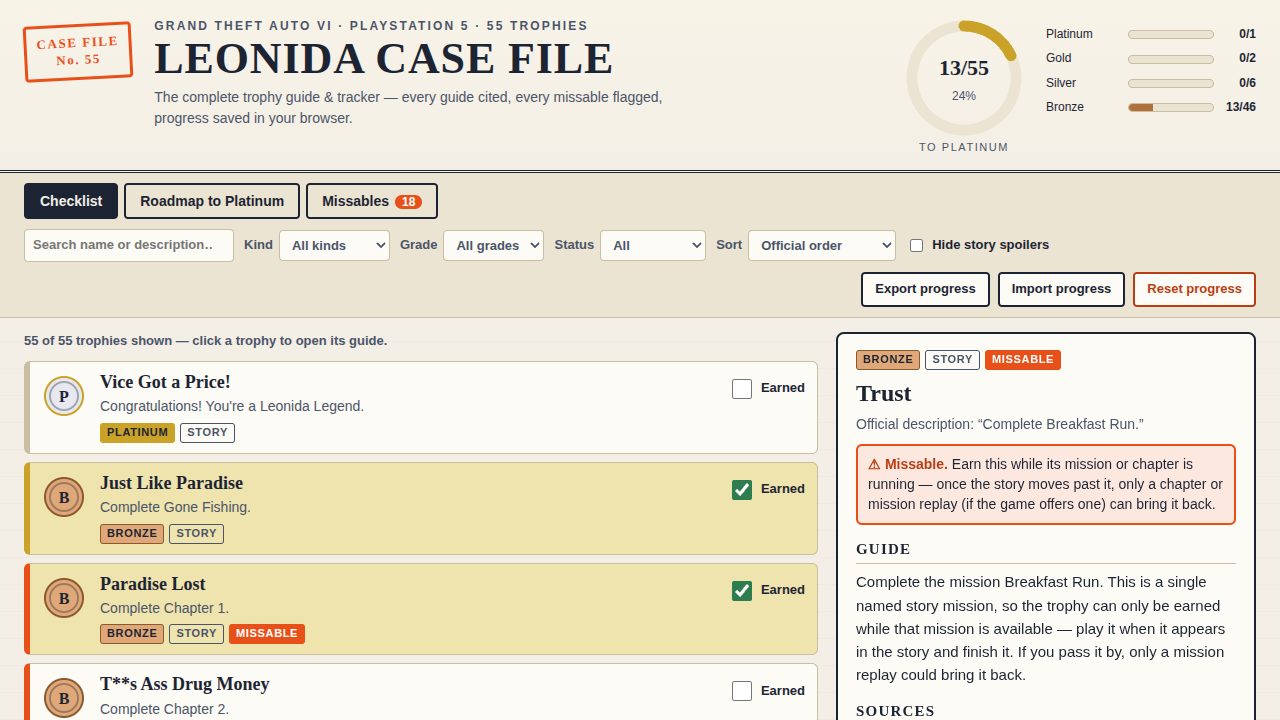 CASE FILE
No. 55
GRAND THEFT AUTO VI · PLAYSTATION 5 · 55 TROPHIES
LEONIDA CASE FILE
The complete trophy guide & tracker — every guide cited, every missable flagged,
progress saved in your browser.
13/55
24%
TO PLATINUM
Platinum 0/1
Gold 0/2
Silver 0/6
Bronze 13/46
Checklist Roadmap to Platinum Missables 18
Search name or description.. Kind All kinds Grade All grades Status All Sort Official order Hide story spoilers
Export progress Import progress Reset progress
55 of 55 trophies shown — click a trophy to open its guide.
P
Vice Got a Price!
Congratulations! You're a Leonida Legend.
PLATINUM STORY
Earned
B
Just Like Paradise
Complete Gone Fishing.
BRONZE STORY
Earned
B
Paradise Lost
Complete Chapter 1.
BRONZE STORY MISSABLE
Earned
B
T**s Ass Drug Money
Complete Chapter 2.
Earned
BRONZE STORY MISSABLE
Trust
Official description: “Complete Breakfast Run.”
⚠ Missable. Earn this while its mission or chapter is
running — once the story moves past it, only a chapter or
mission replay (if the game offers one) can bring it back.
GUIDE
Complete the mission Breakfast Run. This is a single
named story mission, so the trophy can only be earned
while that mission is available — play it when it appears
in the story and finish it. If you pass it by, only a mission
replay could bring it back.
SOURCES